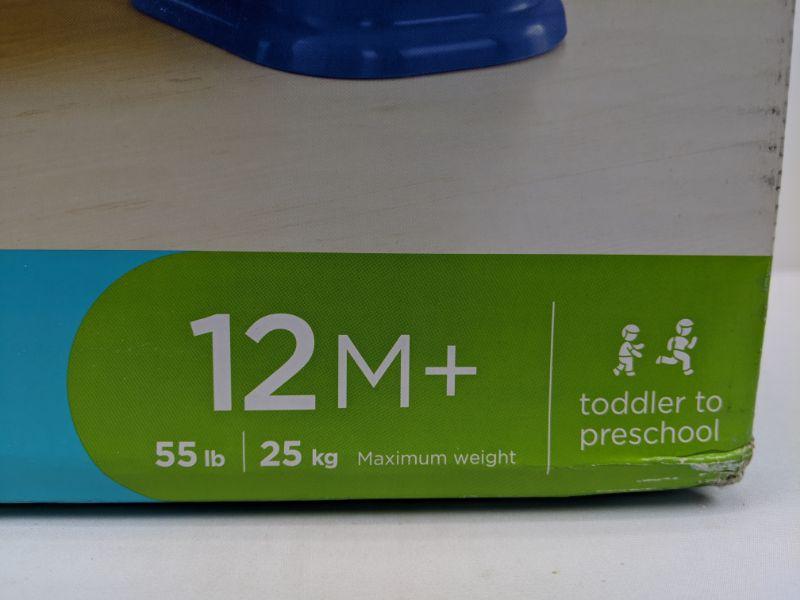 12M+
55 lb | 25 kg Maximum weight
toddler to
preschool